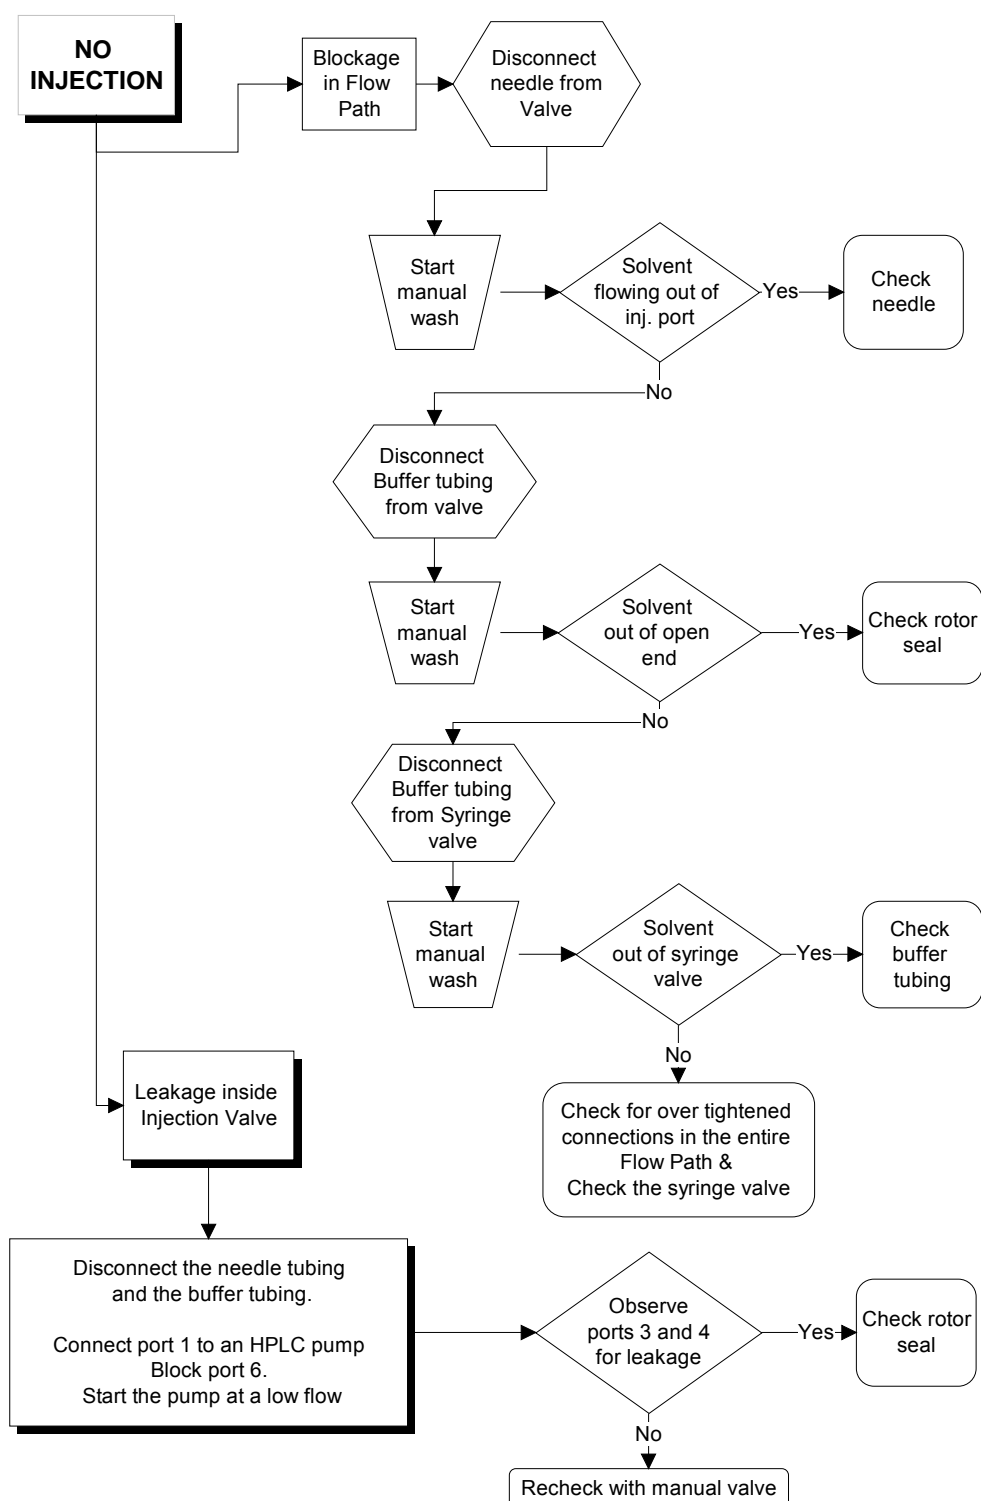 NO
INJECTION
Blockage
in Flow
Path
Disconnect
needle from
Valve
Start
manual
wash
Solvent
flowing out of
inj. port
Yes
Check
needle
No
Disconnect
Buffer tubing
from valve
Start
manual
wash
Solvent
out of open
end
Yes
Check rotor
seal
No
Disconnect
Buffer tubing
from Syringe
valve
Start
manual
wash
Solvent
out of syringe
valve
Yes
Check
buffer
tubing
No
Check for over tightened
connections in the entire
Flow Path &
Check the syringe valve
Leakage inside
Injection Valve
Disconnect the needle tubing
and the buffer tubing.
Connect port 1 to an HPLC pump
Block port 6.
Start the pump at a low flow
Observe
ports 3 and 4
for leakage
Yes
Check rotor
seal
No
Recheck with manual valve